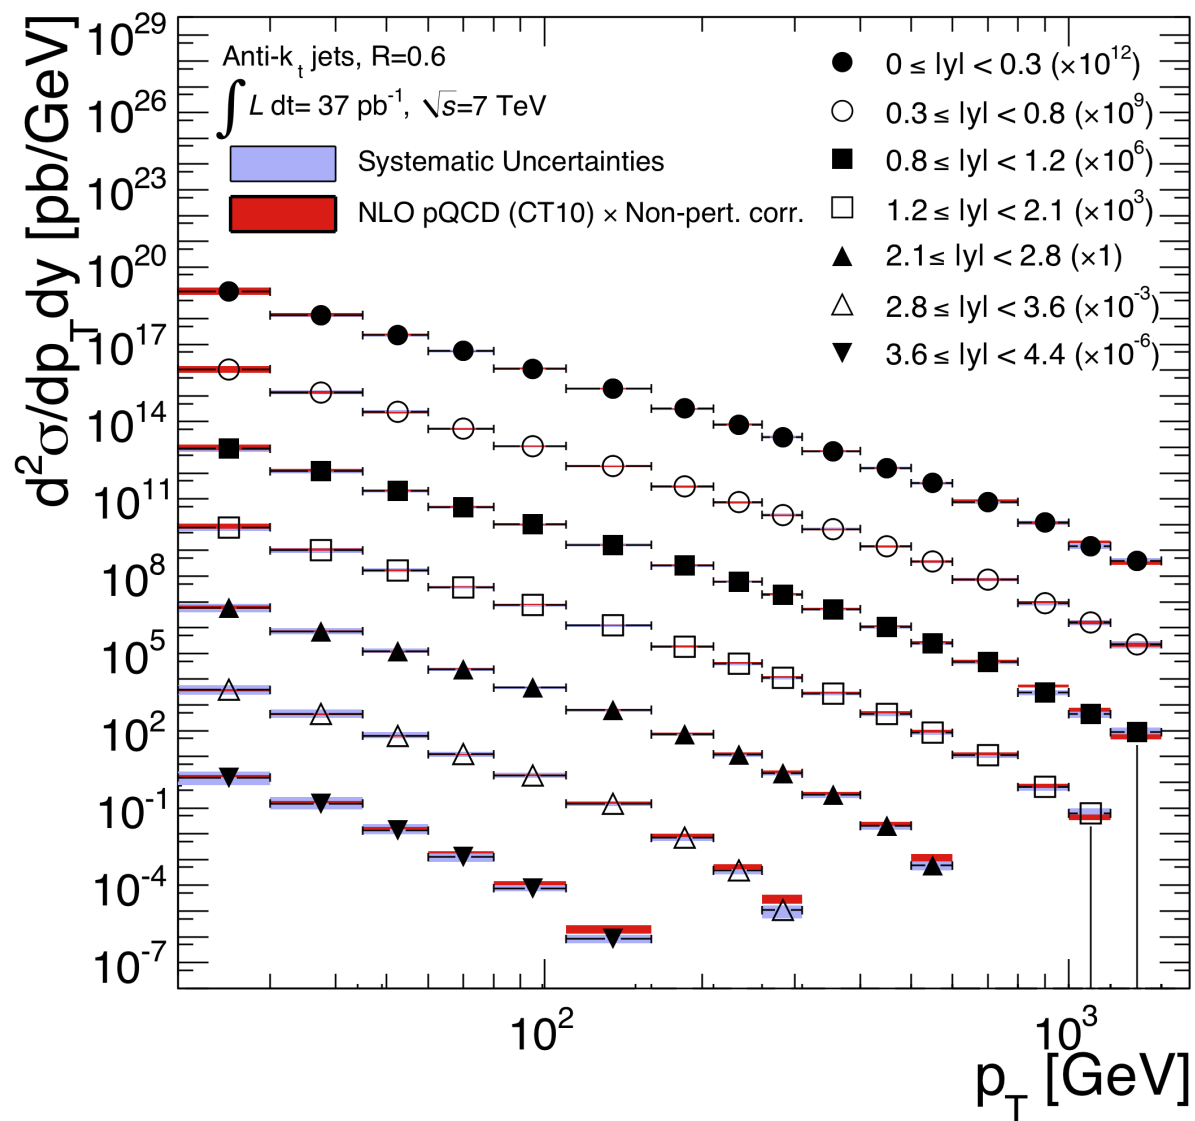 d²σ/dp_T dy [pb/GeV]
10²⁹
10²⁶
10²³
10²⁰
10¹⁷
10¹⁴
10¹¹
10⁸
10⁵
10²
10⁻¹
10⁻⁴
10⁻⁷
Anti-k_t jets, R=0.6
∫ L dt= 37 pb⁻¹, √s=7 TeV
Systematic Uncertainties
NLO pQCD (CT10) × Non-pert. corr.
0 ≤ |y| < 0.3 (×10¹²)
0.3 ≤ |y| < 0.8 (×10⁹)
0.8 ≤ |y| < 1.2 (×10⁶)
1.2 ≤ |y| < 2.1 (×10³)
2.1 ≤ |y| < 2.8 (×1)
2.8 ≤ |y| < 3.6 (×10⁻³)
3.6 ≤ |y| < 4.4 (×10⁻⁶)
10²
10³
p_T [GeV]